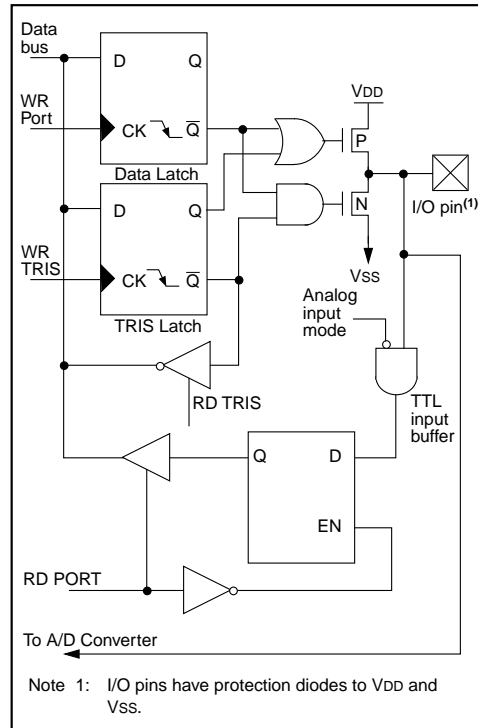 Data
bus
D Q
VDD
WR
Port
CK Q
P
Data Latch
I/O pin(1)
D Q
N
WR
TRIS
CK Q
VSS
TRIS Latch
Analog
input
mode
TTL
input
buffer
RD TRIS
Q D
EN
RD PORT
To A/D Converter
Note 1: I/O pins have protection diodes to VDD and
VSS.